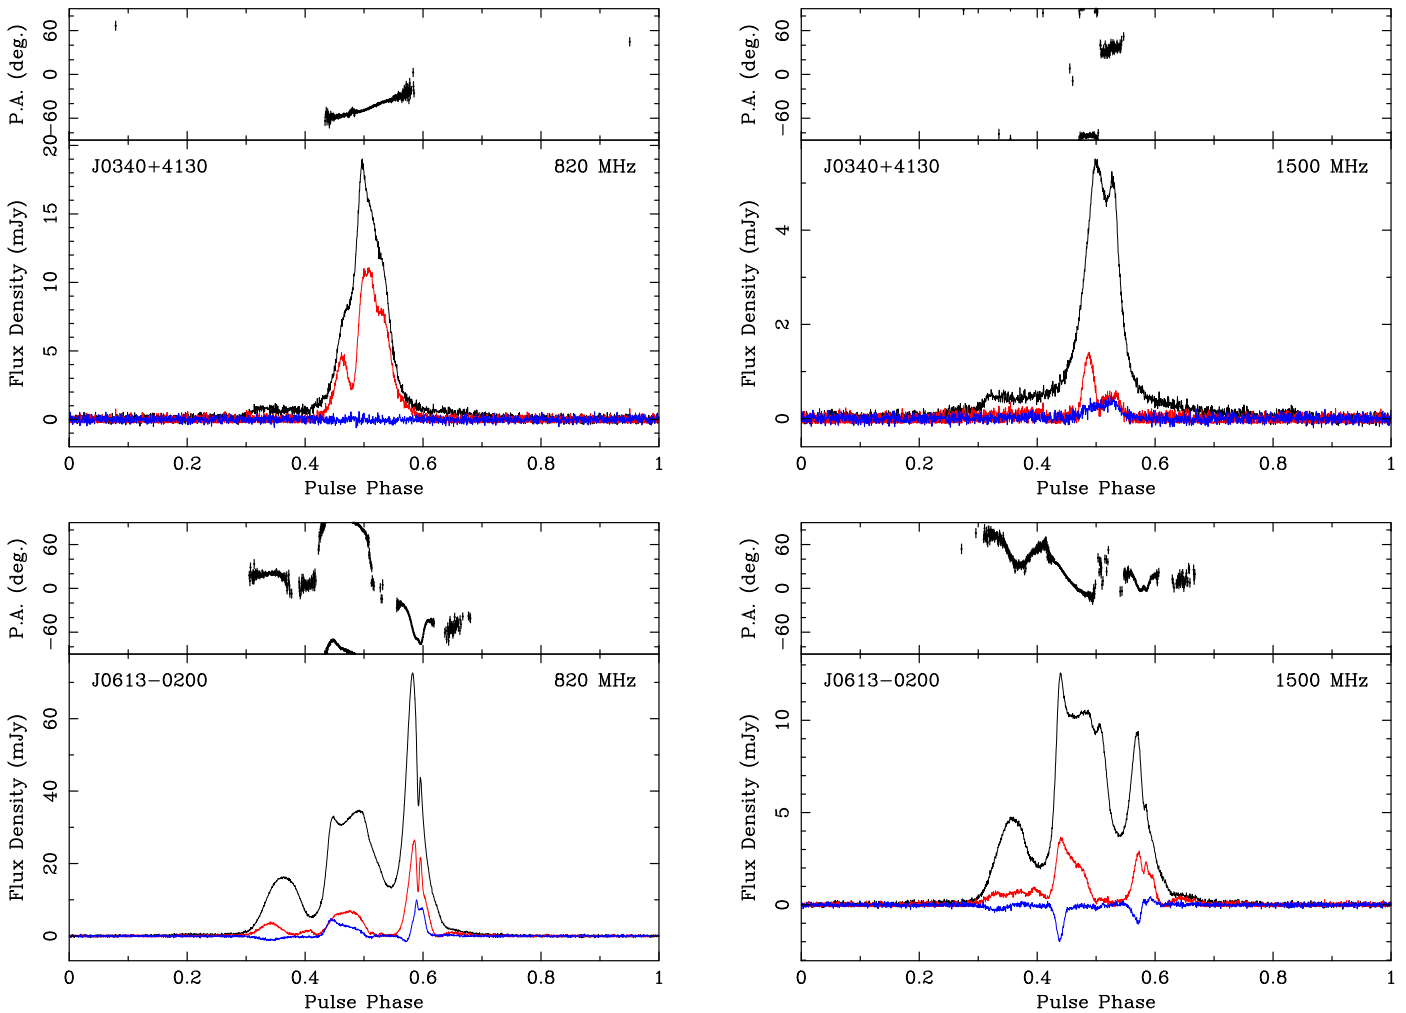 60
0
−60
P.A. (deg.)
J0340+4130 820 MHz
20
15
10
5
0
Flux Density (mJy)
0 0.2 0.4 0.6 0.8 1
Pulse Phase
60
0
−60
P.A. (deg.)
J0340+4130 1500 MHz
4
2
0
Flux Density (mJy)
0 0.2 0.4 0.6 0.8 1
Pulse Phase
60
0
−60
P.A. (deg.)
J0613−0200 820 MHz
60
40
20
0
Flux Density (mJy)
0 0.2 0.4 0.6 0.8 1
Pulse Phase
60
0
−60
P.A. (deg.)
J0613−0200 1500 MHz
10
5
0
Flux Density (mJy)
0 0.2 0.4 0.6 0.8 1
Pulse Phase